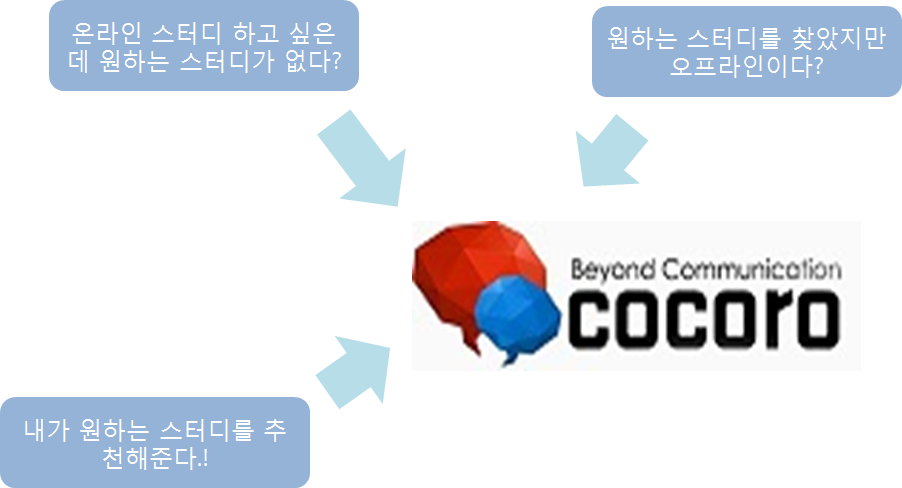 온라인 스터디 하고 싶은
데 원하는 스터디가 없다?
원하는 스터디를 찾았지만
오프라인이다?
Beyond Communication
cocoro
내가 원하는 스터디를 추
천해준다.!